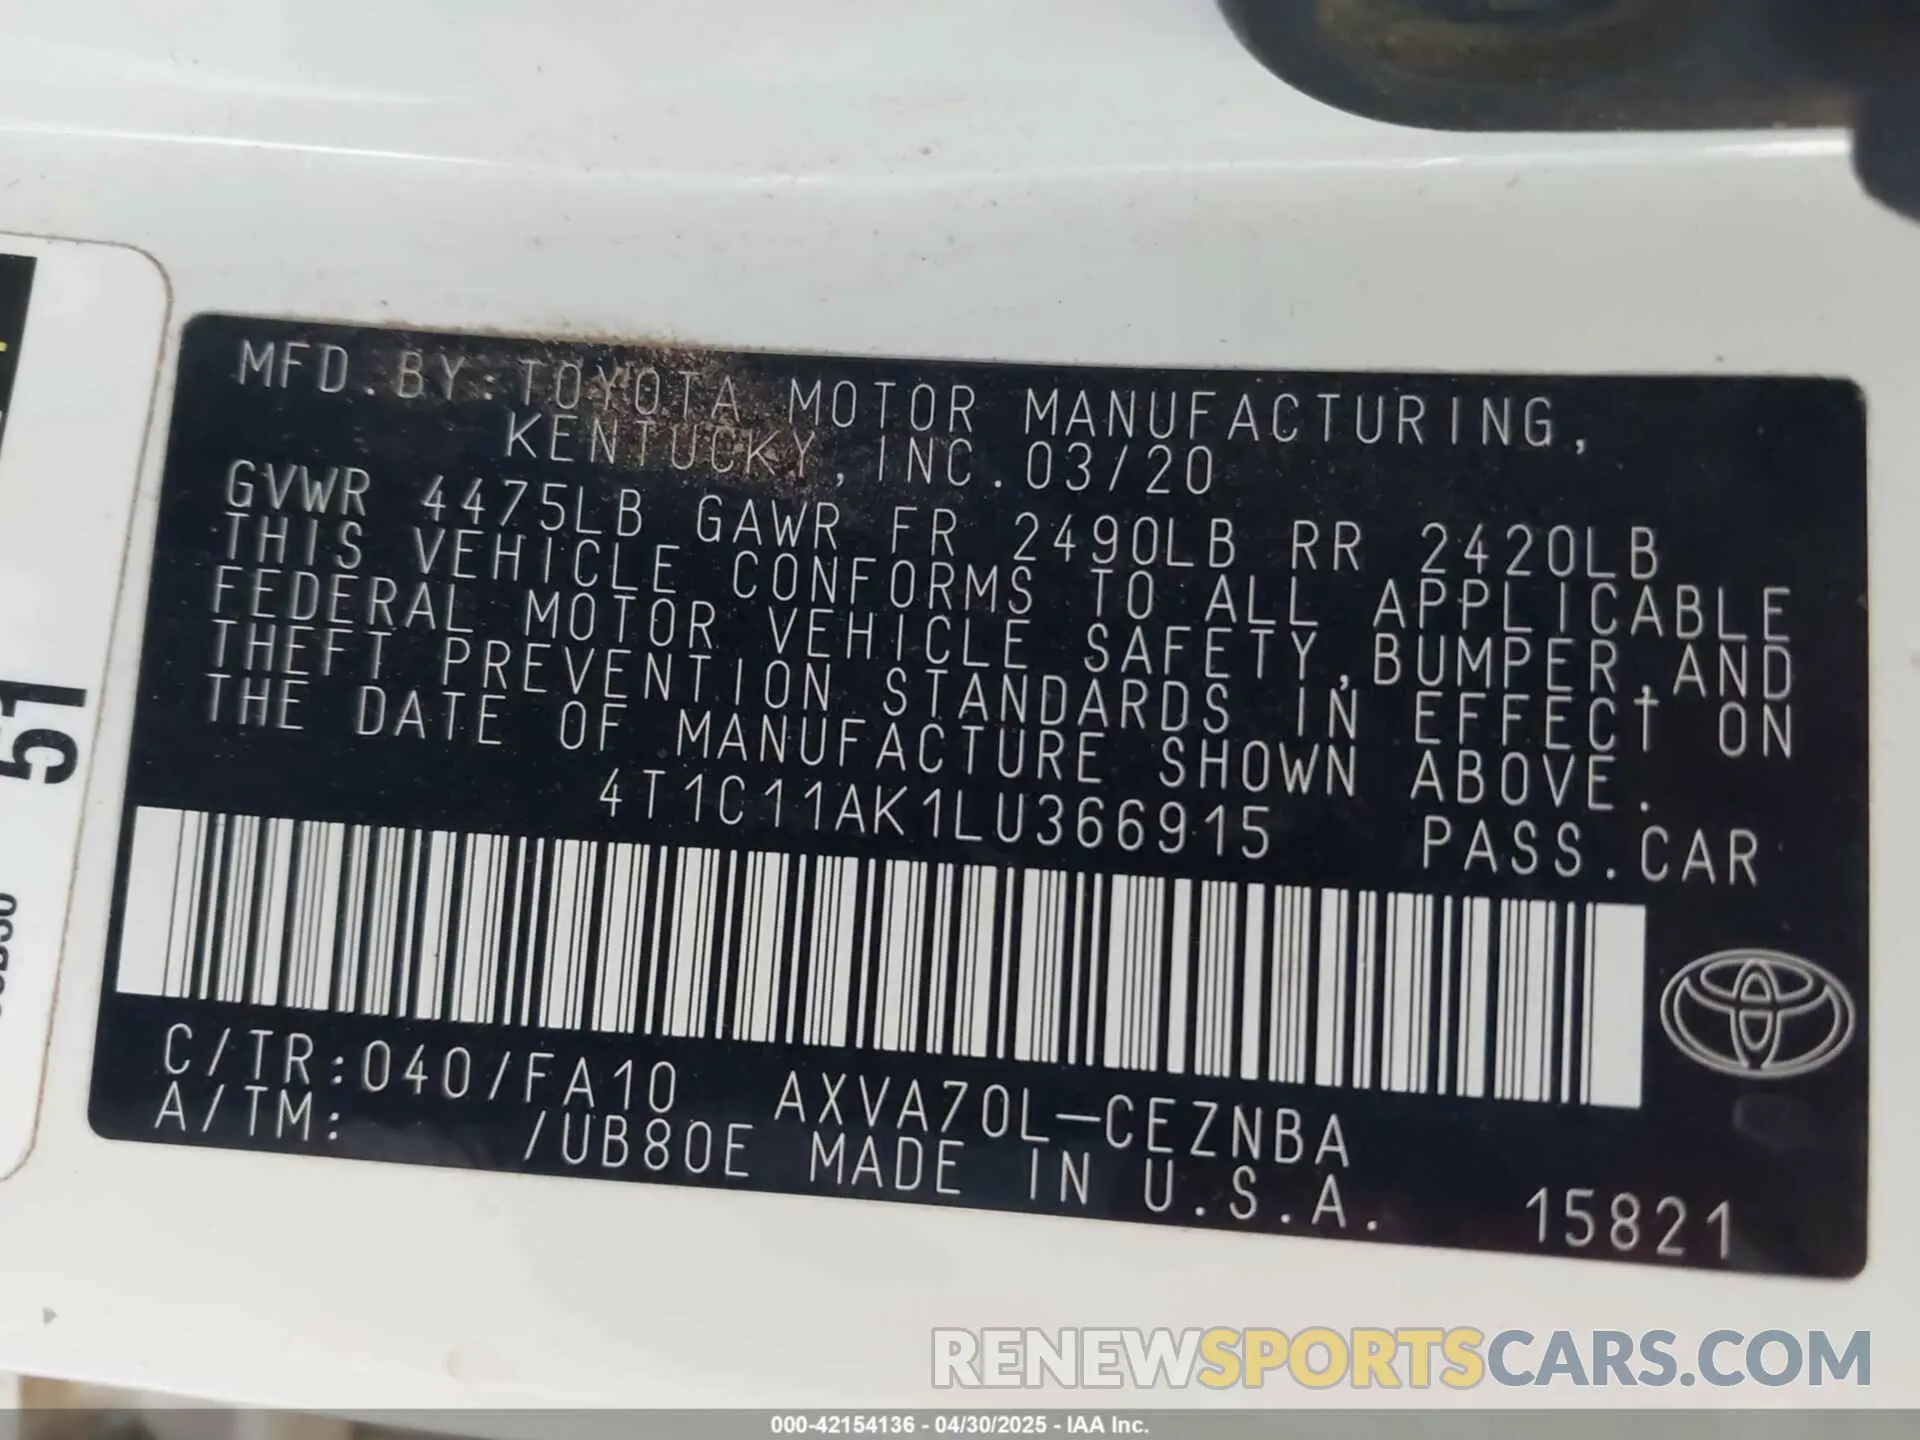 MFD.BY:TOYOTA MOTOR MANUFACTURING,
KENTUCKY,INC.03/20
GVWR 4475LB GAWR FR 2490LB RR 2420LB
THIS VEHICLE CONFORMS TO ALL APPLICABLE
FEDERAL MOTOR VEHICLE SAFETY,BUMPER,AND
THEFT PREVENTION STANDARDS IN EFFECT ON
THE DATE OF MANUFACTURE SHOWN ABOVE.
4T1C11AK1LU366915 PASS.CAR
C/TR:040/FA10 AXVA70L-CEZNBA
A/TM: /UB80E MADE IN U.S.A. 15821
51
RENEWSPORTSCARS.COM
000-42154136 - 04/30/2025 - IAA Inc.